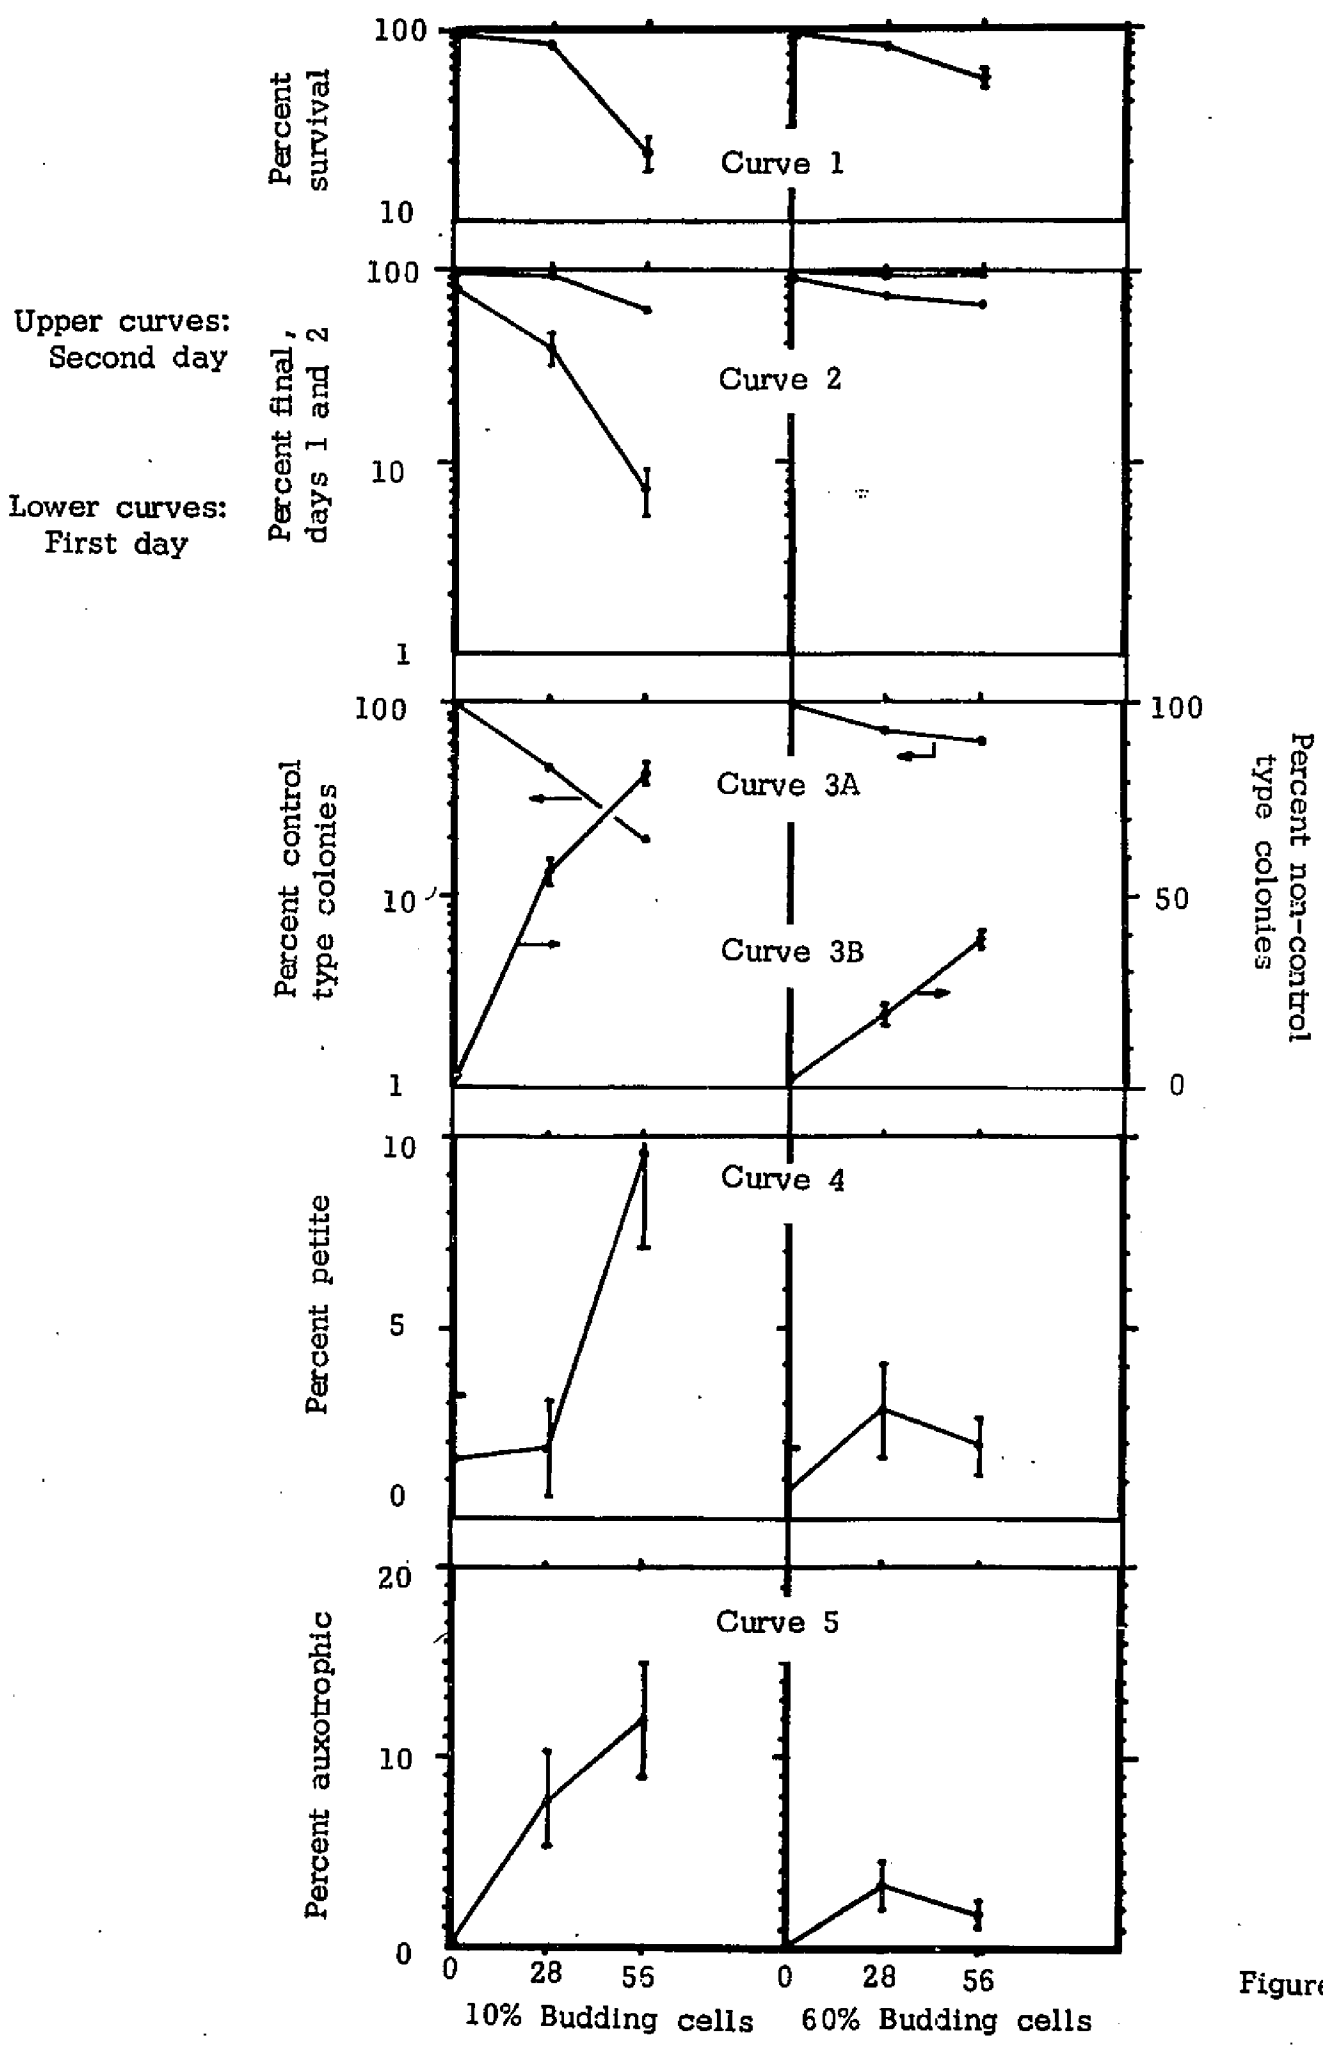 100
Percent
survival
Curve 1
10
100
Upper curves:
Second day
Percent final,
days 1 and 2
Curve 2
10
Lower curves:
First day
1
100
100
Percent control
type colonies
Curve 3A
Percent non-control
type colonies
10
50
Curve 3B
1
0
10
Curve 4
Percent petite
5
0
20
Curve 5
Percent auxotrophic
10
0
0 28 56 0 28 56
10% Budding cells 60% Budding cells
Figure